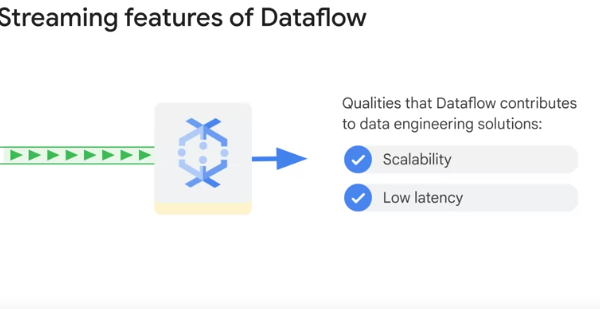 Streaming features of Dataflow
Qualities that Dataflow contributes
to data engineering solutions:
Scalability
Low latency